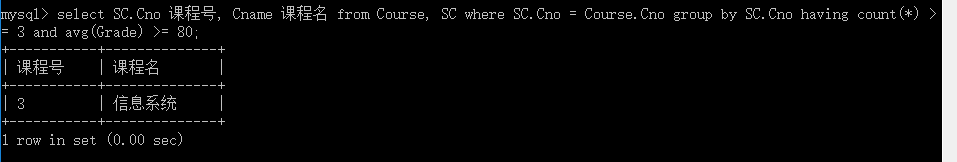 mysql> select SC.Cno 课程号, Cname 课程名 from Course, SC where SC.Cno = Course.Cno group by SC.Cno having count(*) >
= 3 and avg(Grade) >= 80;
+-----------+--------------+
| 课程号 | 课程名 |
+-----------+--------------+
| 3 | 信息系统 |
+-----------+--------------+
1 row in set (0.00 sec)